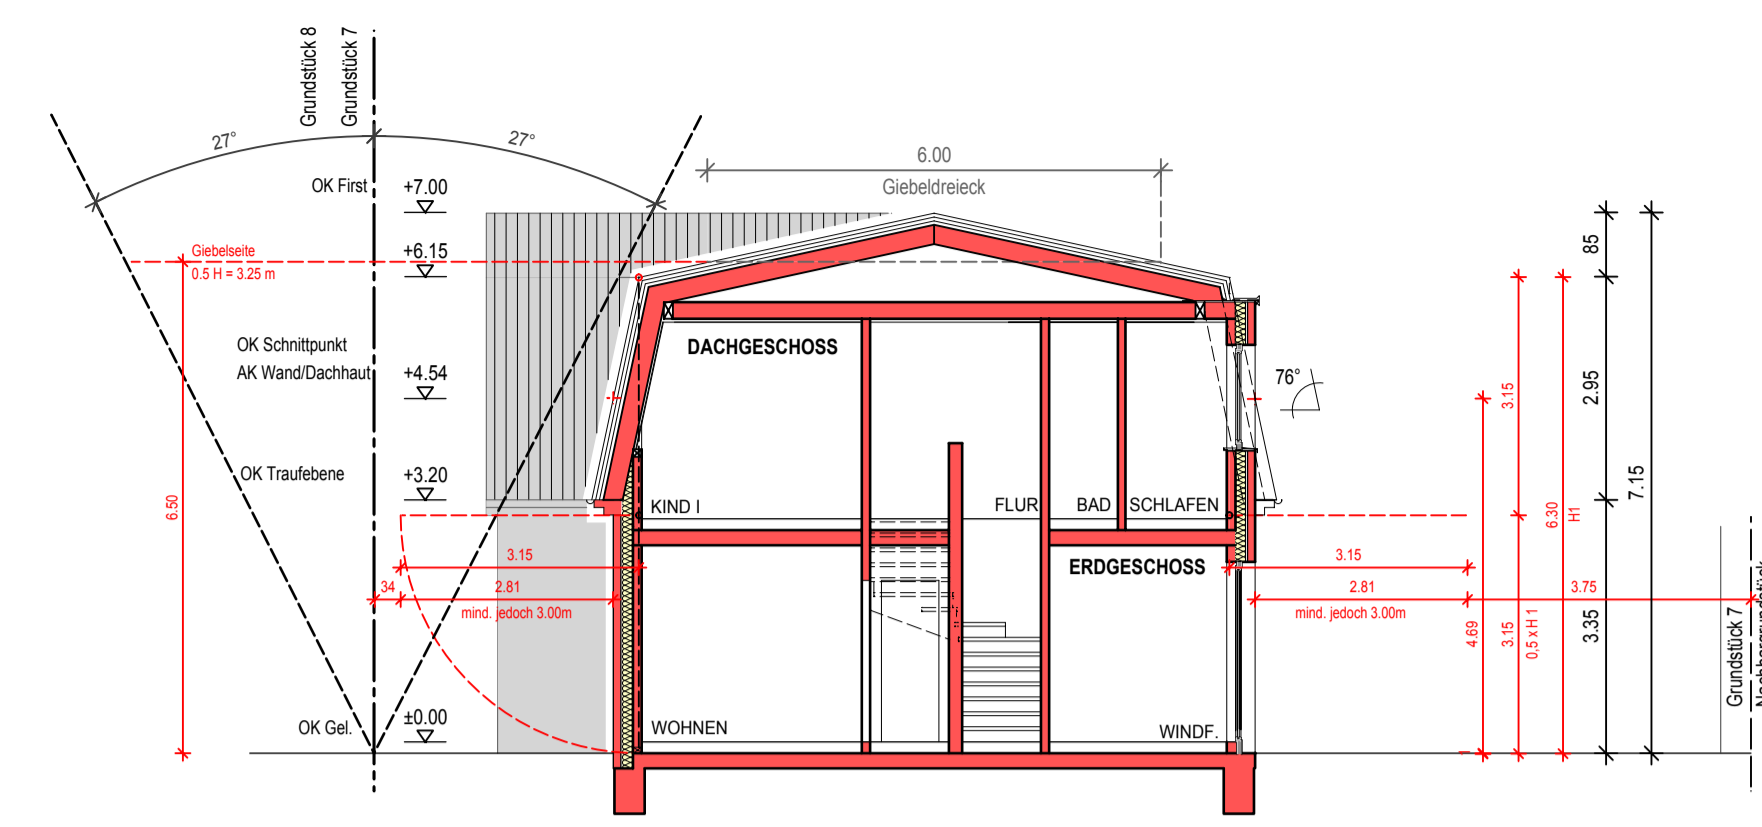 Grundstück 8
Grundstück 7
27°
27°
OK First
+7.00
6.00
Giebeldreieck
Giebelseite
0.5 H = 3.25 m
+6.15
85
OK Schnittpunkt
AK Wand/Dachhaut
+4.54
DACHGESCHOSS
76°
3.15
2.95
OK Traufebene
+3.20
6.50
KIND I
FLUR
BAD
SCHLAFEN
6.30
H1
7.15
3.15
34
2.81
mind. jedoch 3.00m
ERDGESCHOSS
3.15
2.81
mind. jedoch 3.00m
3.75
4.69
3.15
0,5 x H 1
3.35
Grundstück 7
Nachbargrundstück
OK Gel.
±0.00
WOHNEN
WINDF.